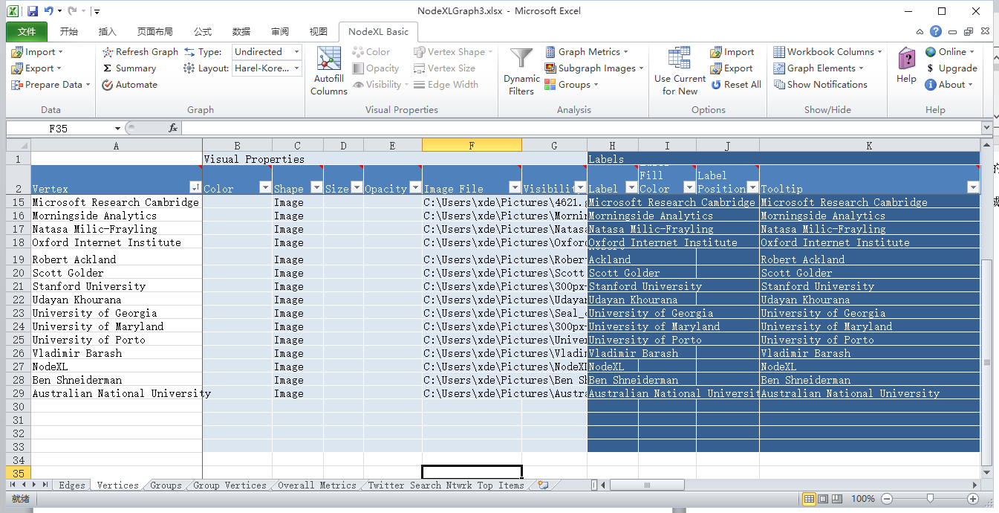 NodeXLGraph3.xlsx - Microsoft Excel
文件 开始 插入 页面布局 公式 数据 审阅 视图 NodeXL Basic
Import Refresh Graph Type: Undirected Color Vertex Shape Graph Metrics Import Workbook Columns Online
Export Σ Summary Layout: Harel-Kore... Opacity Vertex Size Subgraph Images Export Graph Elements $ Upgrade
Prepare Data Automate Autofill Columns Visibility Edge Width Dynamic Filters Groups Use Current for New Reset All Show Notifications Help About
Data Graph Visual Properties Analysis Options Show/Hide Help
F35 fx
A B C D E F G H I J K
1 Visual Properties Labels
2 Vertex Color Shape Size Opacity Image File Visibility Label Fill Color Label Position Tooltip
15 Microsoft Research Cambridge Image C:\Users\xde\Pictures\4621. Microsoft Research Cambridge Microsoft Research Cambridge
16 Morningside Analytics Image C:\Users\xde\Pictures\Mornin Morningside Analytics Morningside Analytics
17 Natasa Milic-Frayling Image C:\Users\xde\Pictures\Natasa Natasa Milic-Frayling Natasa Milic-Frayling
18 Oxford Internet Institute Image C:\Users\xde\Pictures\Oxford Oxford Internet Institute Oxford Internet Institute
19 Robert Ackland Image C:\Users\xde\Pictures\Rober Ackland Robert Ackland
20 Scott Golder Image C:\Users\xde\Pictures\Scott Scott Golder Scott Golder
21 Stanford University Image C:\Users\xde\Pictures\300px- Stanford University Stanford University
22 Udayan Khourana Image C:\Users\xde\Pictures\Udayan Udayan Khourana Udayan Khourana
23 University of Georgia Image C:\Users\xde\Pictures\Seal_ University of Georgia University of Georgia
24 University of Maryland Image C:\Users\xde\Pictures\300px- University of Maryland University of Maryland
25 University of Porto Image C:\Users\xde\Pictures\Univer University of Porto University of Porto
26 Vladimir Barash Image C:\Users\xde\Pictures\Vladim Vladimir Barash Vladimir Barash
27 NodeXL Image C:\Users\xde\Pictures\NodeXL NodeXL NodeXL
28 Ben Shneiderman Image C:\Users\xde\Pictures\Ben Sh Ben Shneiderman Ben Shneiderman
29 Australian National University Image C:\Users\xde\Pictures\Austra Australian National Universit Australian National University
30
31
32
33
34
35
Edges Vertices Groups Group Vertices Overall Metrics Twitter Search Ntwrk Top Items
就绪 100%